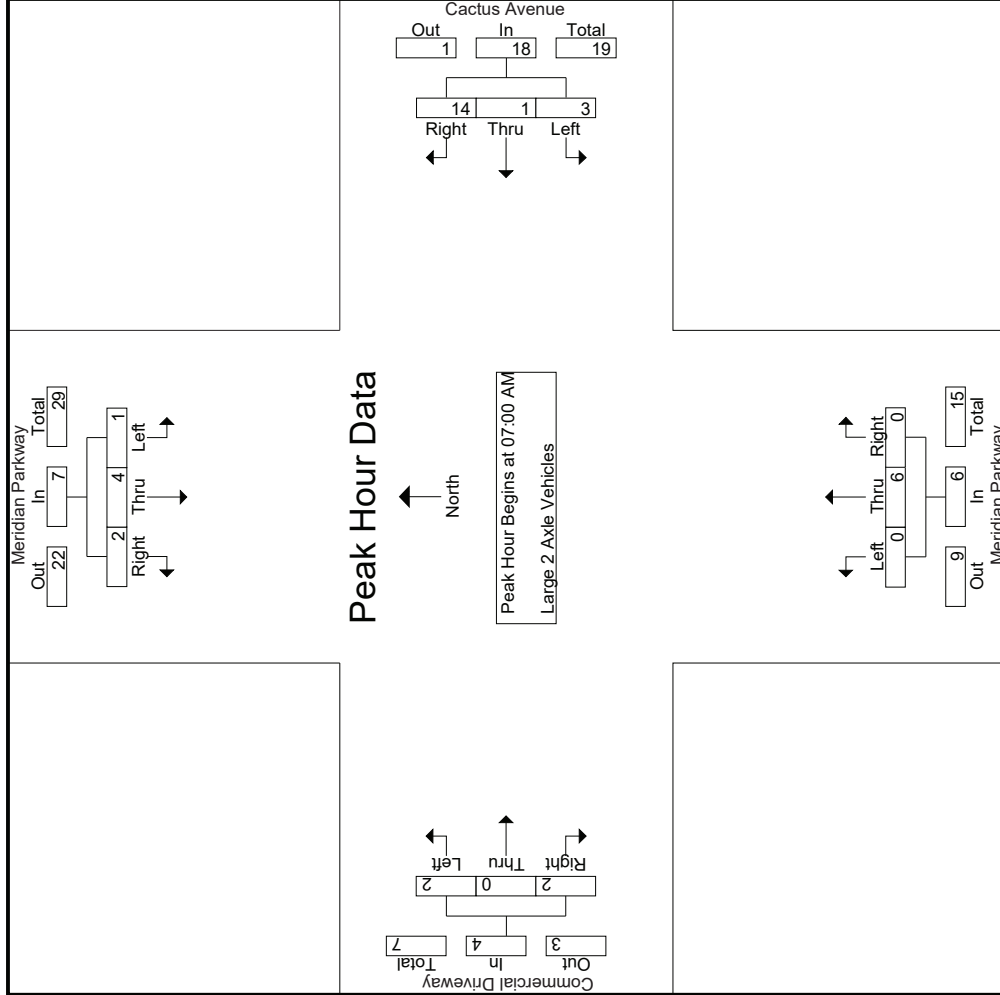 Cactus Avenue
Out In Total
1 18 19
14 1 3
Right Thru Left
Meridian Parkway
Out In Total
22 7 29
2 4 1
Right Thru Left
Peak Hour Data
North
Peak Hour Begins at 07:00 AM
Large 2 Axle Vehicles
Left Thru Right
0 6 0
9 6 15
Out In Total
Meridian Parkway
Left Thru Right
2 0 2
7 4 3
Total In Out
Commercial Driveway